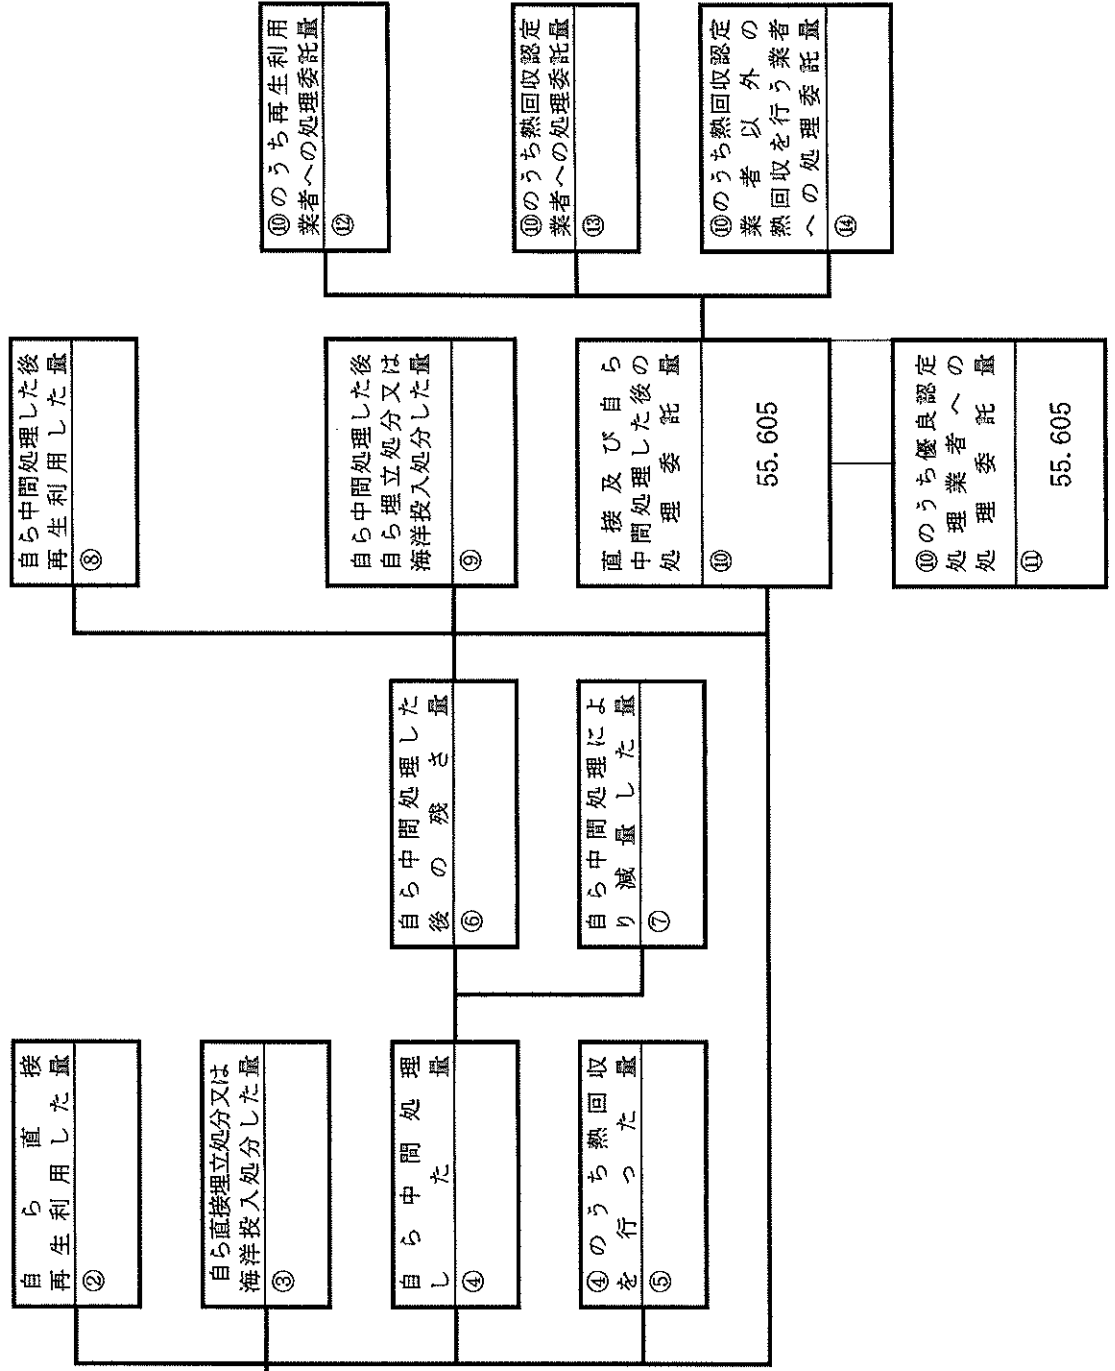 自ら直接
再生利用した量
②
自ら直接埋立処分又は
海洋投入処分した量
③
自ら中間処理
した量
④
④のうち熱回収
を行った量
⑤
自ら中間処理した
後の残さ量
⑥
自ら中間処理によ
り減量した量
⑦
自ら中間処理した後
再生利用した量
⑧
自ら中間処理した後
自ら埋立処分又は
海洋投入処分した量
⑨
直接及び自ら
中間処理した後の
処理委託量
⑩
55.605
⑩のうち優良認定
処理業者への
処理委託量
⑪
55.605
⑩のうち再生利用
業者への処理委託量
⑫
⑩のうち熱回収認定
業者への処理委託量
⑬
⑩のうち熱回収認定
業者以外の
熱回収を行う業者
への処理委託量
⑭